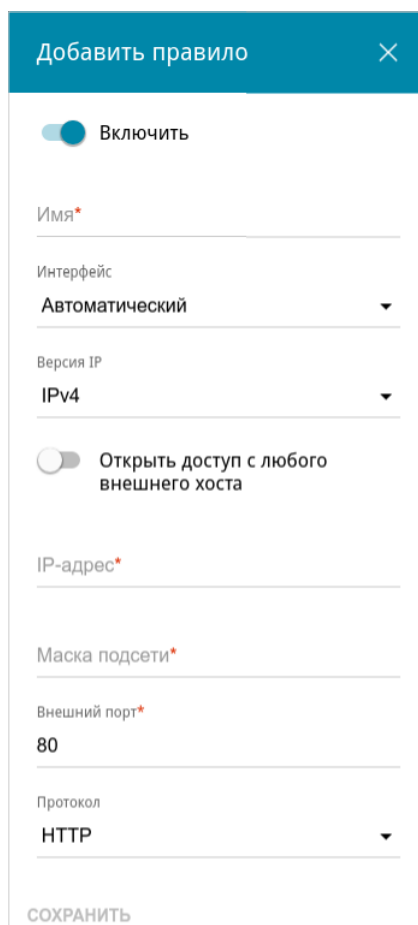 Добавить правило
Включить
Имя*
Интерфейс
Автоматический
Версия IP
IPv4
Открыть доступ с любого
внешнего хоста
IP-адрес*
Маска подсети*
Внешний порт*
80
Протокол
HTTP
СОХРАНИТЬ